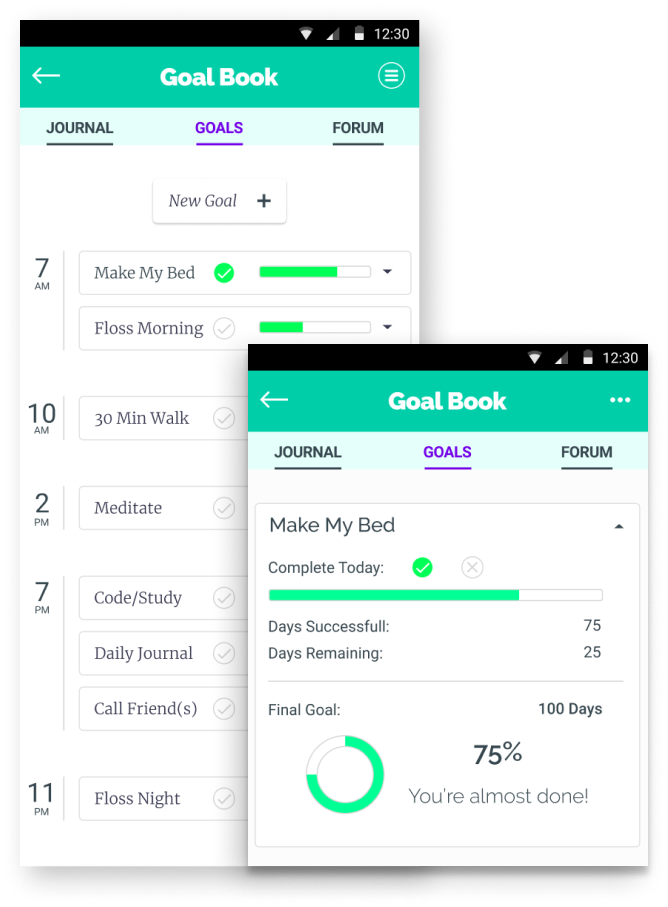 12:30
Goal Book
JOURNAL GOALS FORUM
New Goal +
7 AM
Make My Bed
Floss Morning
10 AM
30 Min Walk
2 PM
Meditate
7 PM
Code/Study
Daily Journal
Call Friend(s)
11 PM
Floss Night
12:30
Goal Book
JOURNAL GOALS FORUM
Make My Bed
Complete Today:
Days Successfull: 75
Days Remaining: 25
Final Goal: 100 Days
75%
You're almost done!